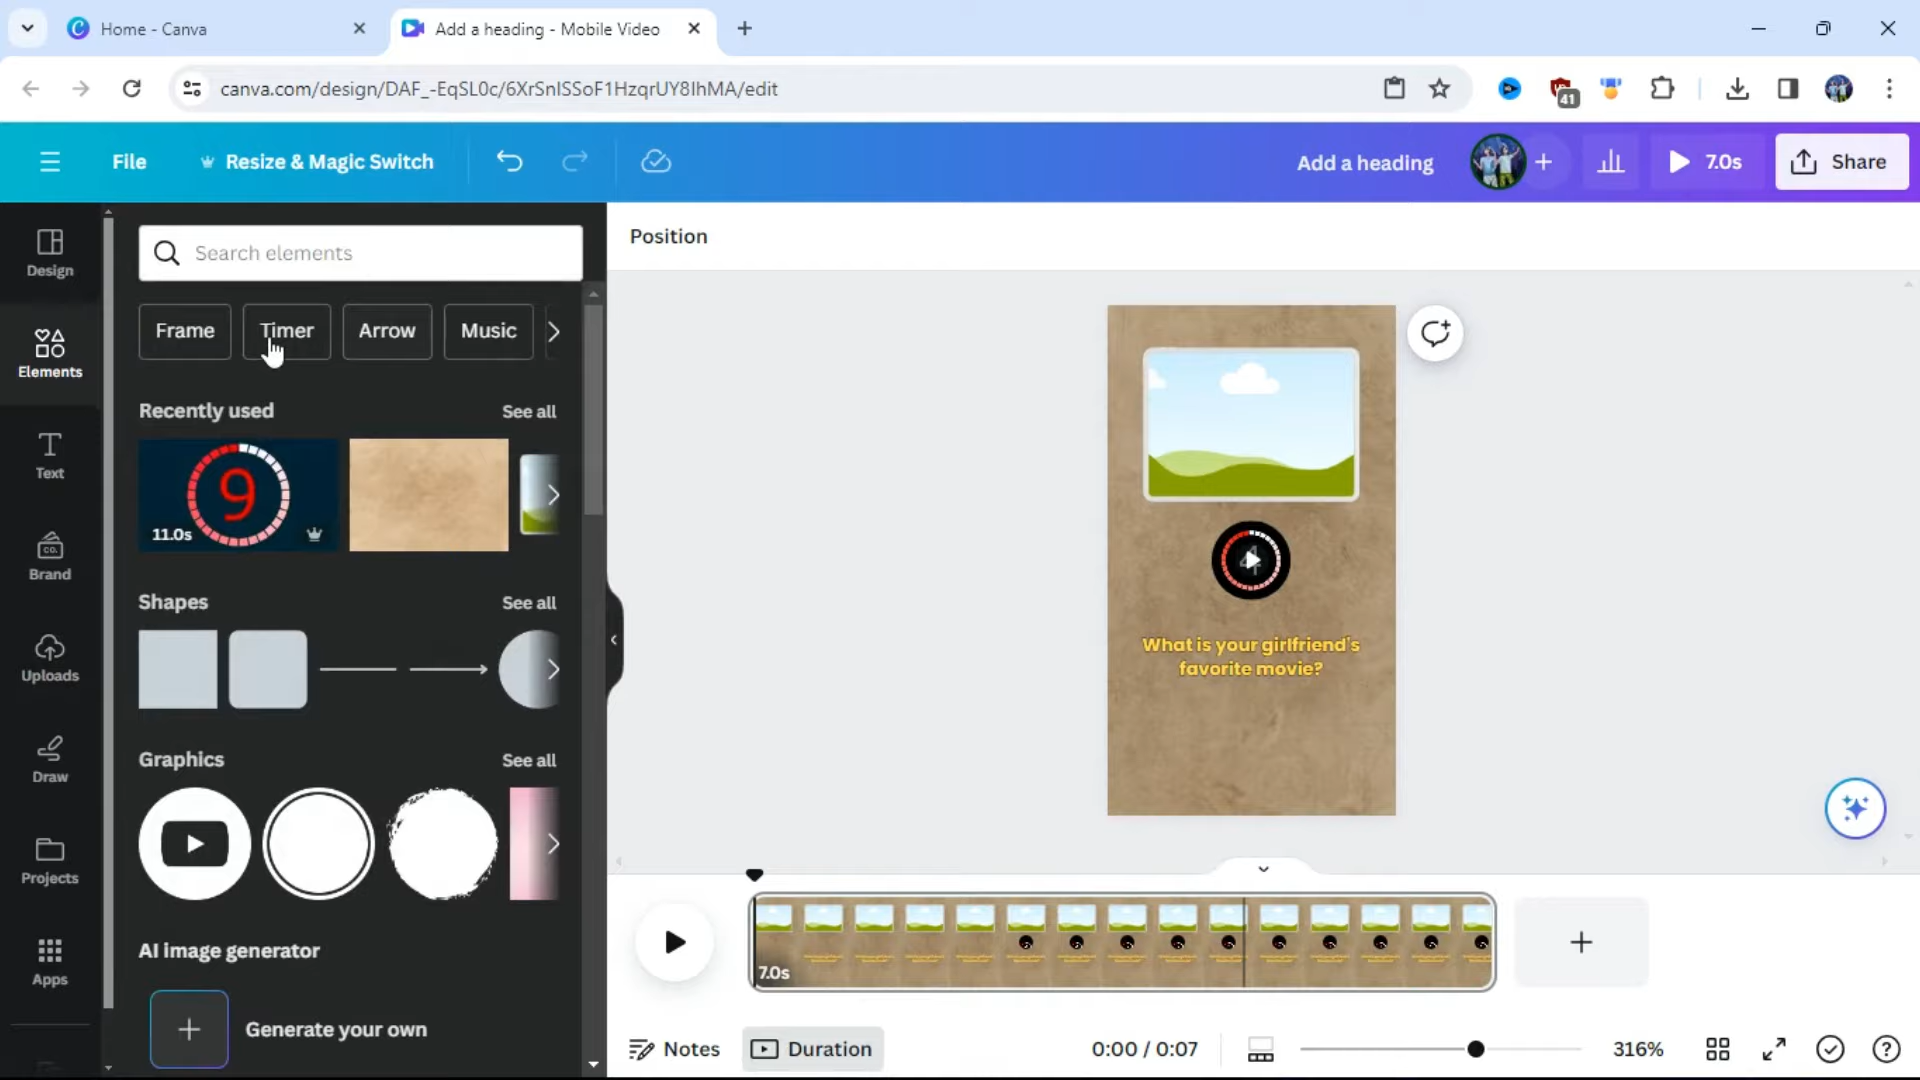 Home - Canva
Add a heading - Mobile Video
canva.com/design/DAF_-EqSL0c/6XrSnISSoF1HzqrUY8IhMA/edit
41
File
Resize & Magic Switch
Add a heading
7.0s
Share
Design
Elements
Text
CO.
Brand
Uploads
Draw
Projects
Apps
Search elements
Frame
Timer
Arrow
Music
Recently used
See all
9
11.0s
Shapes
See all
Graphics
See all
AI image generator
Generate your own
Position
4
What is your girlfriend's
favorite movie?
7.0s
Notes
Duration
0:00 / 0:07
316%